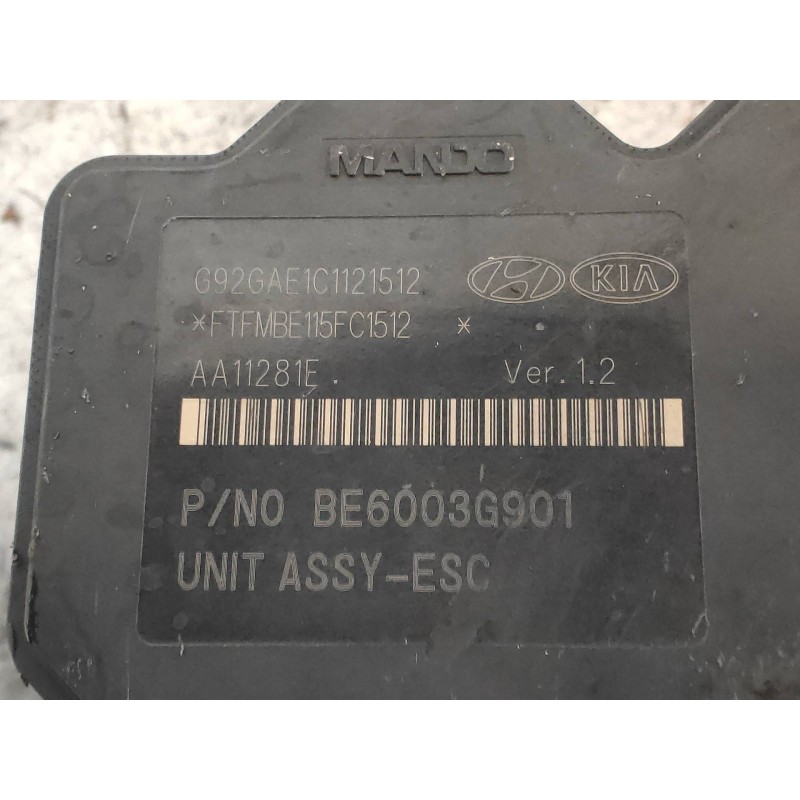 MANDO
G92GAE1C1121512
KIA
*FTFMBE115FC1512 *
AA11281E . Ver. 1.2
P/NO BE6003G901
UNIT ASSY-ESC